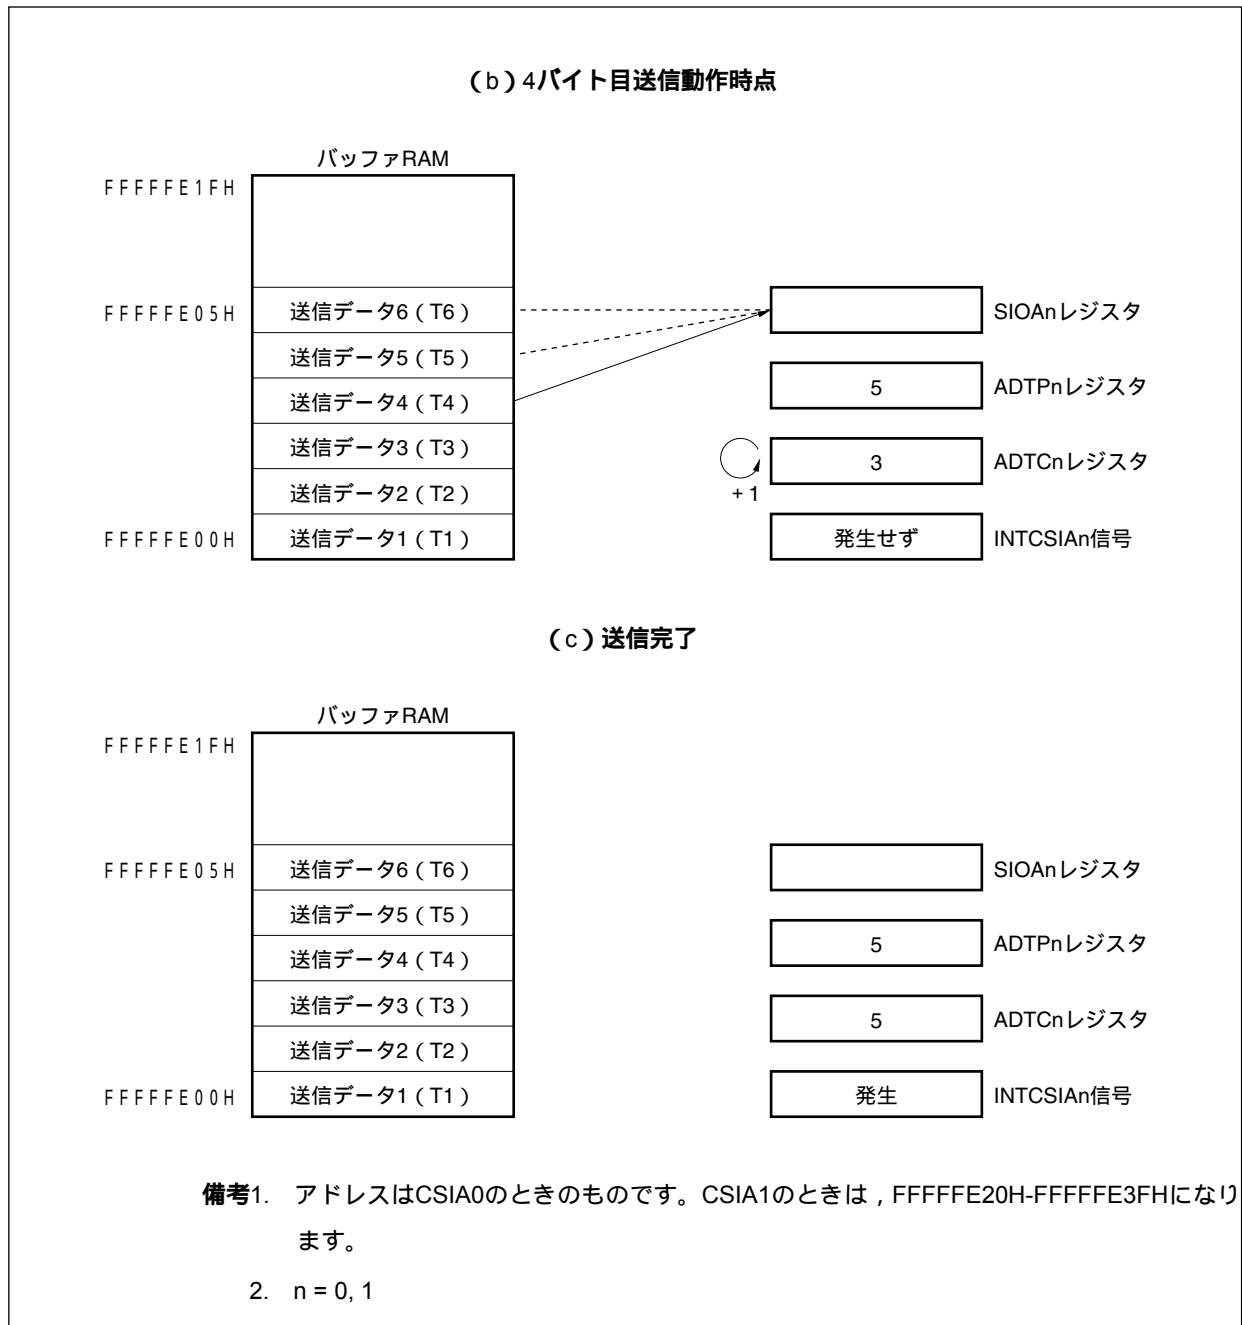 (b)4バイト目送信動作時点
バッファRAM
FFFFFE1FH
FFFFFE05H
送信データ6(T6)
SIOAnレジスタ
送信データ5(T5)
5
ADTPnレジスタ
送信データ4(T4)
送信データ3(T3)
3
ADTCnレジスタ
+1
送信データ2(T2)
FFFFFE00H
送信データ1(T1)
発生せず
INTCSIAn信号
(c)送信完了
バッファRAM
FFFFFE1FH
FFFFFE05H
送信データ6(T6)
SIOAnレジスタ
送信データ5(T5)
5
ADTPnレジスタ
送信データ4(T4)
送信データ3(T3)
5
ADTCnレジスタ
送信データ2(T2)
FFFFFE00H
送信データ1(T1)
発生
INTCSIAn信号
備考1. アドレスはCSIA0のときのものです。CSIA1のときは,FFFFFE20H-FFFFFE3FHになり
ます。
2. n = 0, 1